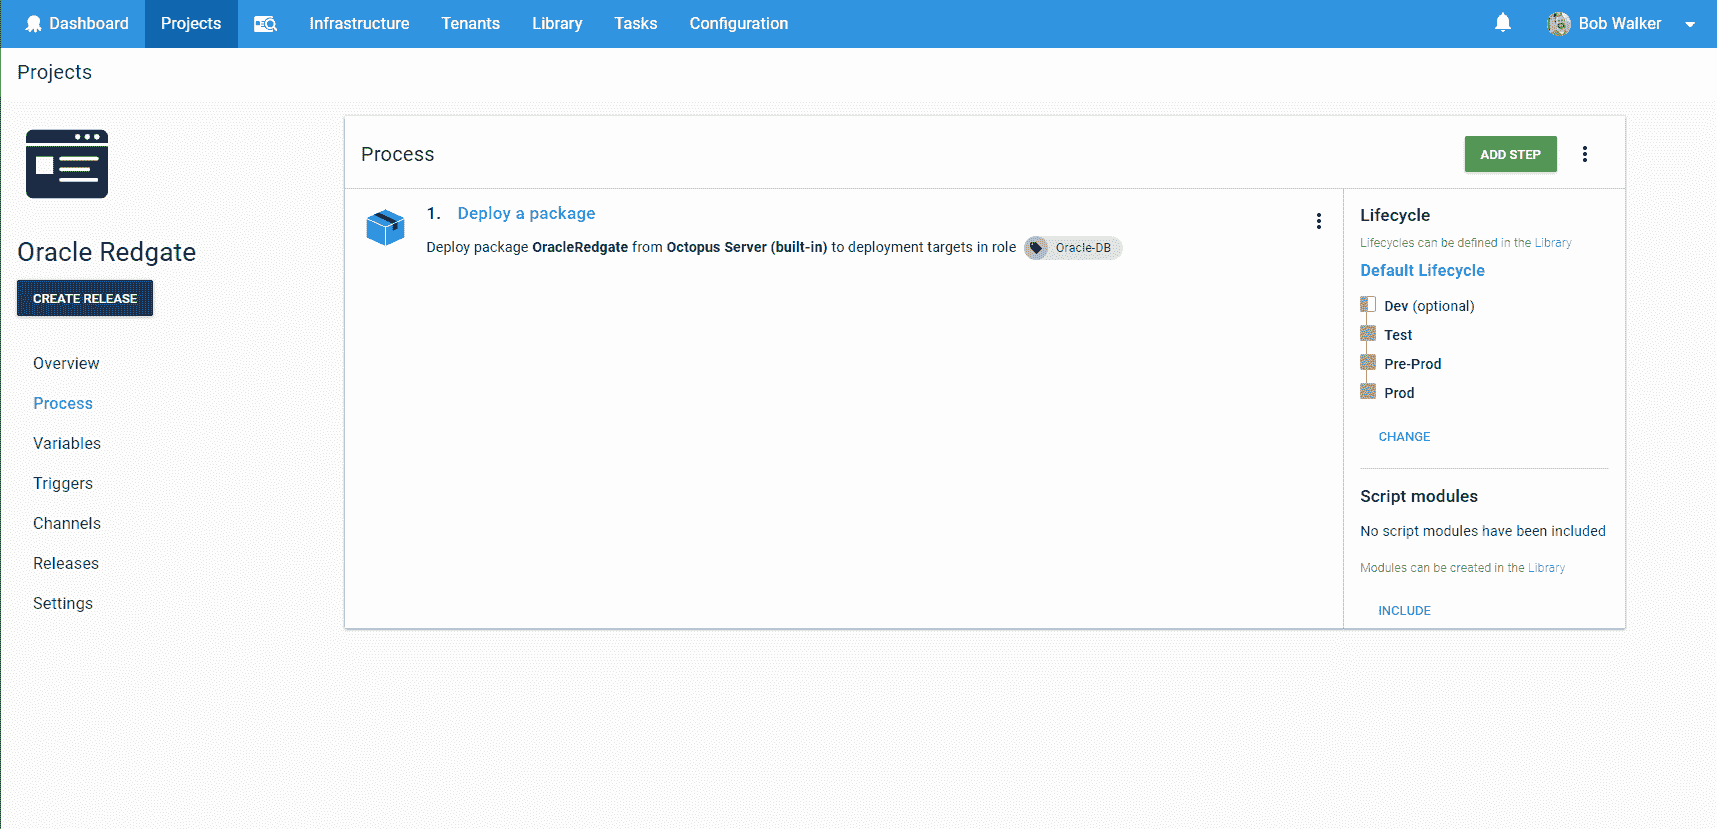 Dashboard Projects Infrastructure Tenants Library Tasks Configuration Bob Walker
Projects
Oracle Redgate
CREATE RELEASE
Overview
Process
Variables
Triggers
Channels
Releases
Settings
Process
ADD STEP
1. Deploy a package
Deploy package OracleRedgate from Octopus Server (built-in) to deployment targets in role Oracle-DB
Lifecycle
Lifecycles can be defined in the Library
Default Lifecycle
Dev (optional)
Test
Pre-Prod
Prod
CHANGE
Script modules
No script modules have been included
Modules can be created in the Library
INCLUDE